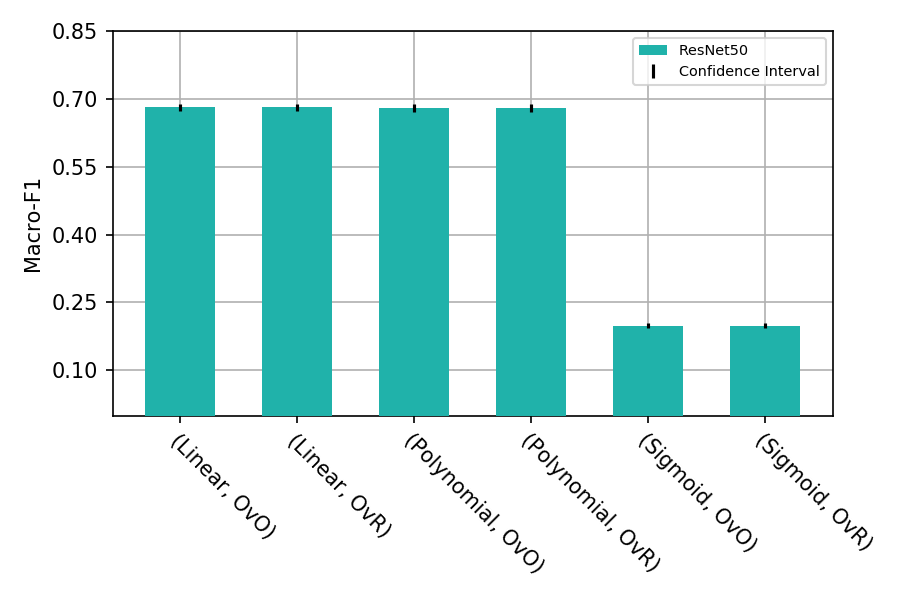 0.85
0.70
0.55
0.40
0.25
0.10
Macro-F1
ResNet50
Confidence Interval
(Linear, OvO)
(Linear, OvR)
(Polynomial, OvO)
(Polynomial, OvR)
(Sigmoid, OvO)
(Sigmoid, OvR)